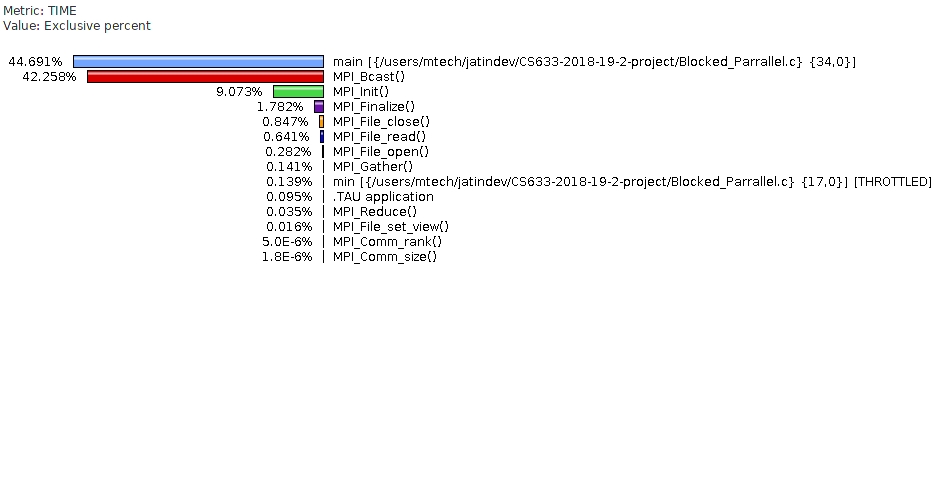 Metric: TIME
Value: Exclusive percent
44.691% main [{/users/mtech/jatindev/CS633-2018-19-2-project/Blocked_Parrallel.c} {34,0}]
42.258% MPI_Bcast()
9.073% MPI_Init()
1.782% MPI_Finalize()
0.847% MPI_File_close()
0.641% MPI_File_read()
0.282% MPI_File_open()
0.141% MPI_Gather()
0.139% min [{/users/mtech/jatindev/CS633-2018-19-2-project/Blocked_Parrallel.c} {17,0}] [THROTTLED]
0.095% .TAU application
0.035% MPI_Reduce()
0.016% MPI_File_set_view()
5.0E-6% MPI_Comm_rank()
1.8E-6% MPI_Comm_size()